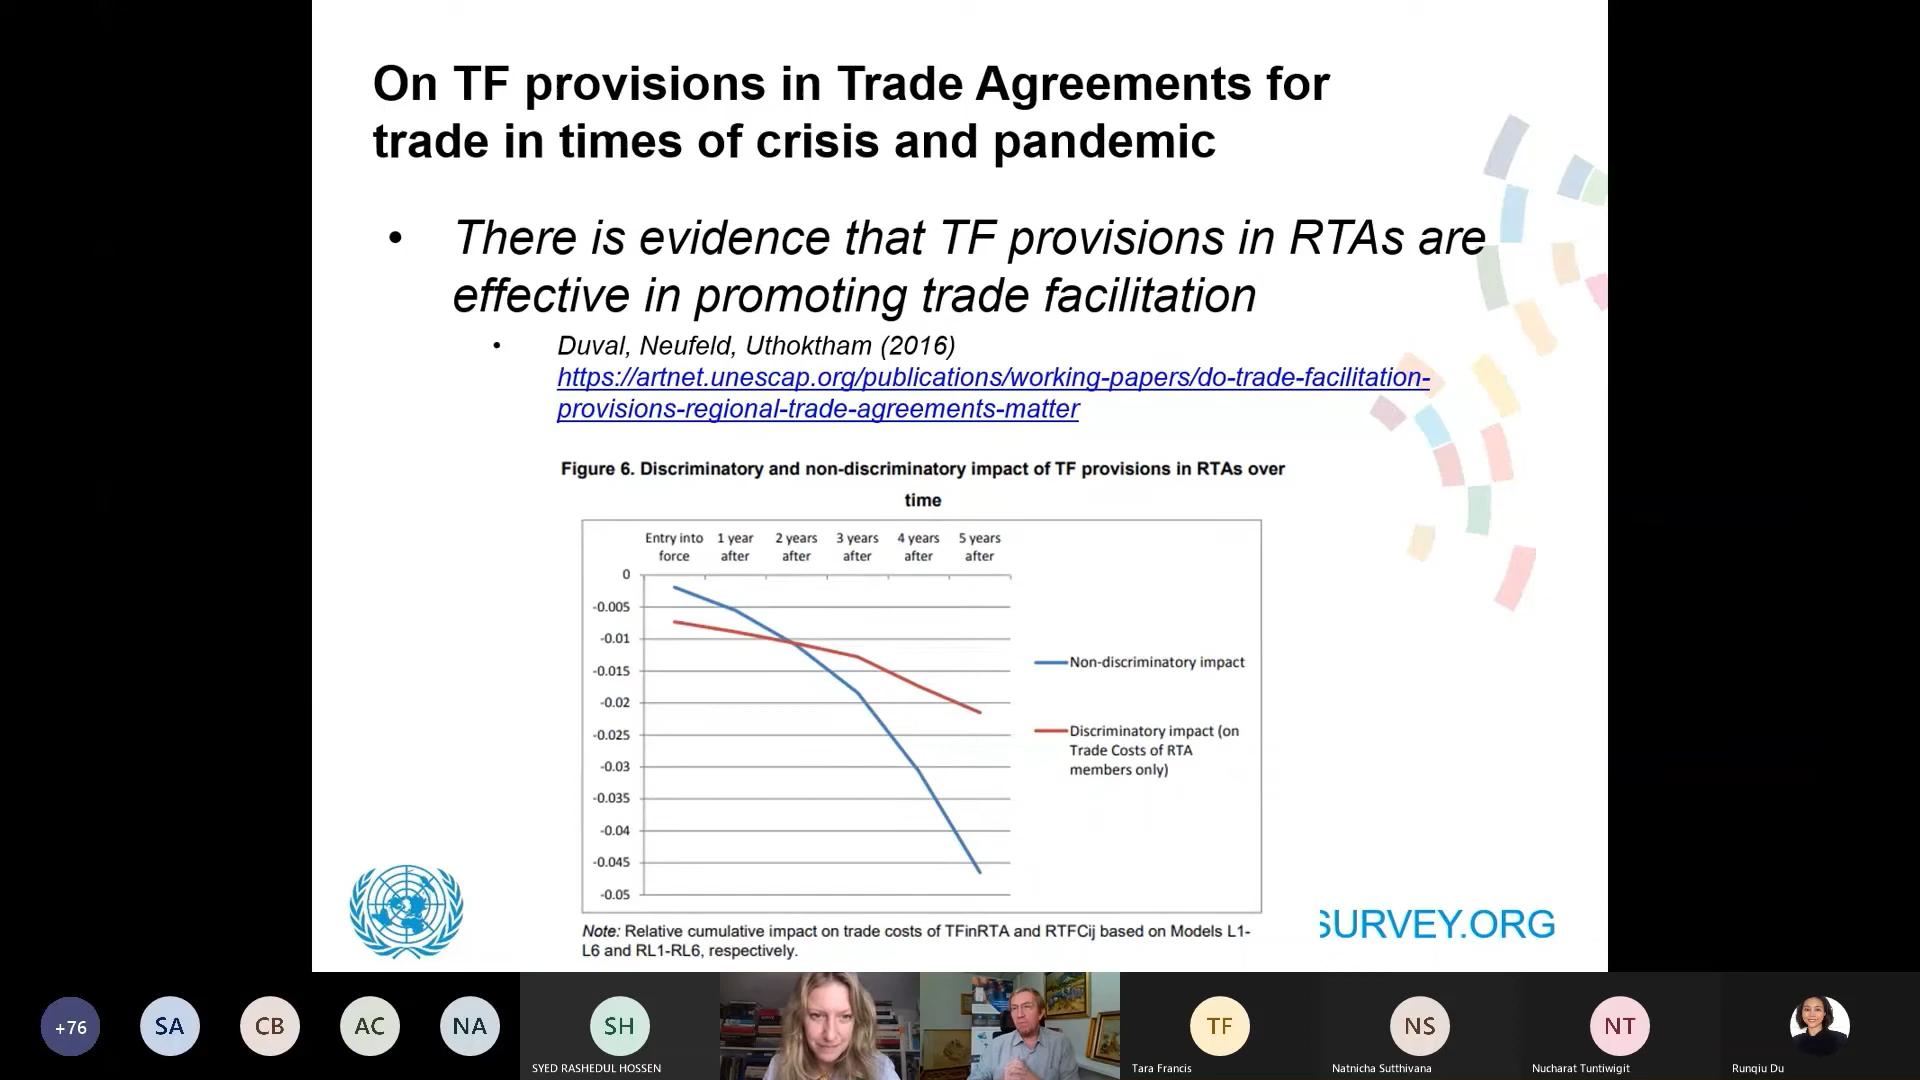 On TF provisions in Trade Agreements for
trade in times of crisis and pandemic
• There is evidence that TF provisions in RTAs are
effective in promoting trade facilitation
• Duval, Neufeld, Uthoktham (2016)
https://artnet.unescap.org/publications/working-papers/do-trade-facilitation-
provisions-regional-trade-agreements-matter
Figure 6. Discriminatory and non-discriminatory impact of TF provisions in RTAs over
time
Entry into 1 year 2 years 3 years 4 years 5 years
force after after after after after
0
-0.005
-0.01
-0.015
-0.02
-0.025
-0.03
-0.035
-0.04
-0.045
-0.05
Non-discriminatory impact
Discriminatory impact (on
Trade Costs of RTA
members only)
Note: Relative cumulative impact on trade costs of TFinRTA and RTFCij based on Models L1-
L6 and RL1-RL6, respectively.
SURVEY.ORG
+76 SA CB AC NA SH TF NS NT
SYED RASHEDUL HOSSEN Tara Francis Natnicha Sutthivana Nucharat Tuntiwigit Runqiu Du